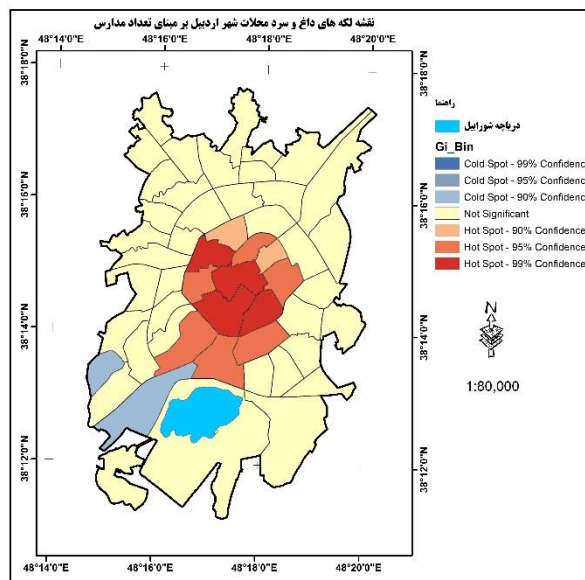 نقشه لکه های داغ و سرد محلات شهر اردبیل بر مبنای تعداد مدارس
48°14'0"E 48°16'0"E 48°18'0"E 48°20'0"E
38°18'0"N
38°16'0"N
38°14'0"N
38°12'0"N
38°18'0"N
38°16'0"N
38°14'0"N
38°12'0"N
راهنما
دریاچه شورابیل
Gi_Bin
Cold Spot - 99% Confidence
Cold Spot - 95% Confidence
Cold Spot - 90% Confidence
Not Significant
Hot Spot - 90% Confidence
Hot Spot - 95% Confidence
Hot Spot - 99% Confidence
N
1:80,000
48°14'0"E 48°16'0"E 48°18'0"E 48°20'0"E